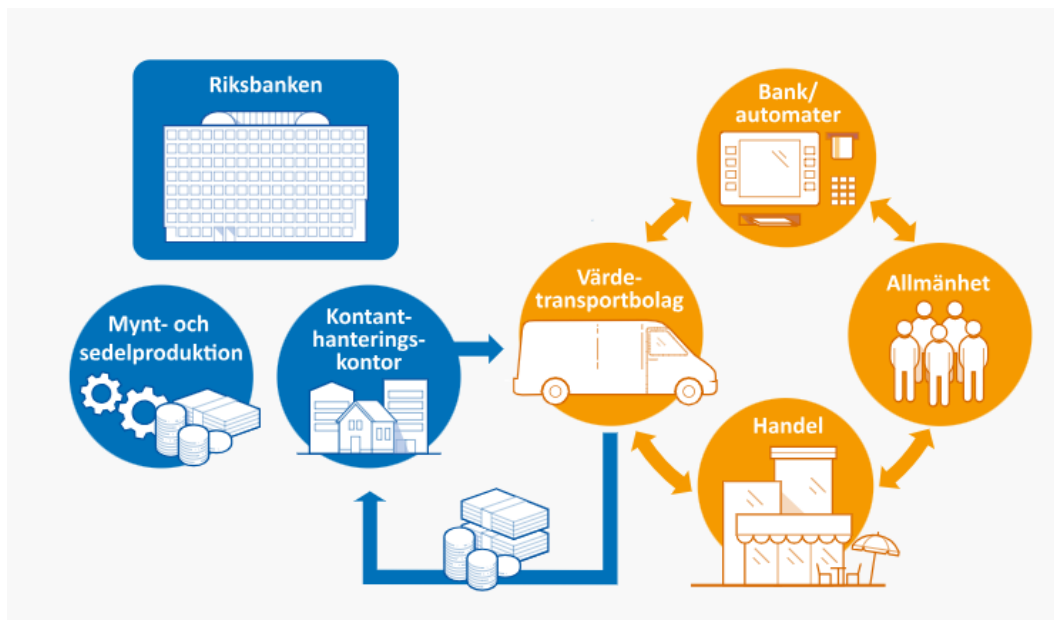 Riksbanken
Mynt- och
sedelproduktion
Kontant-
hanterings-
kontor
Värde-
transportbolag
Bank/
automater
Allmänhet
Handel